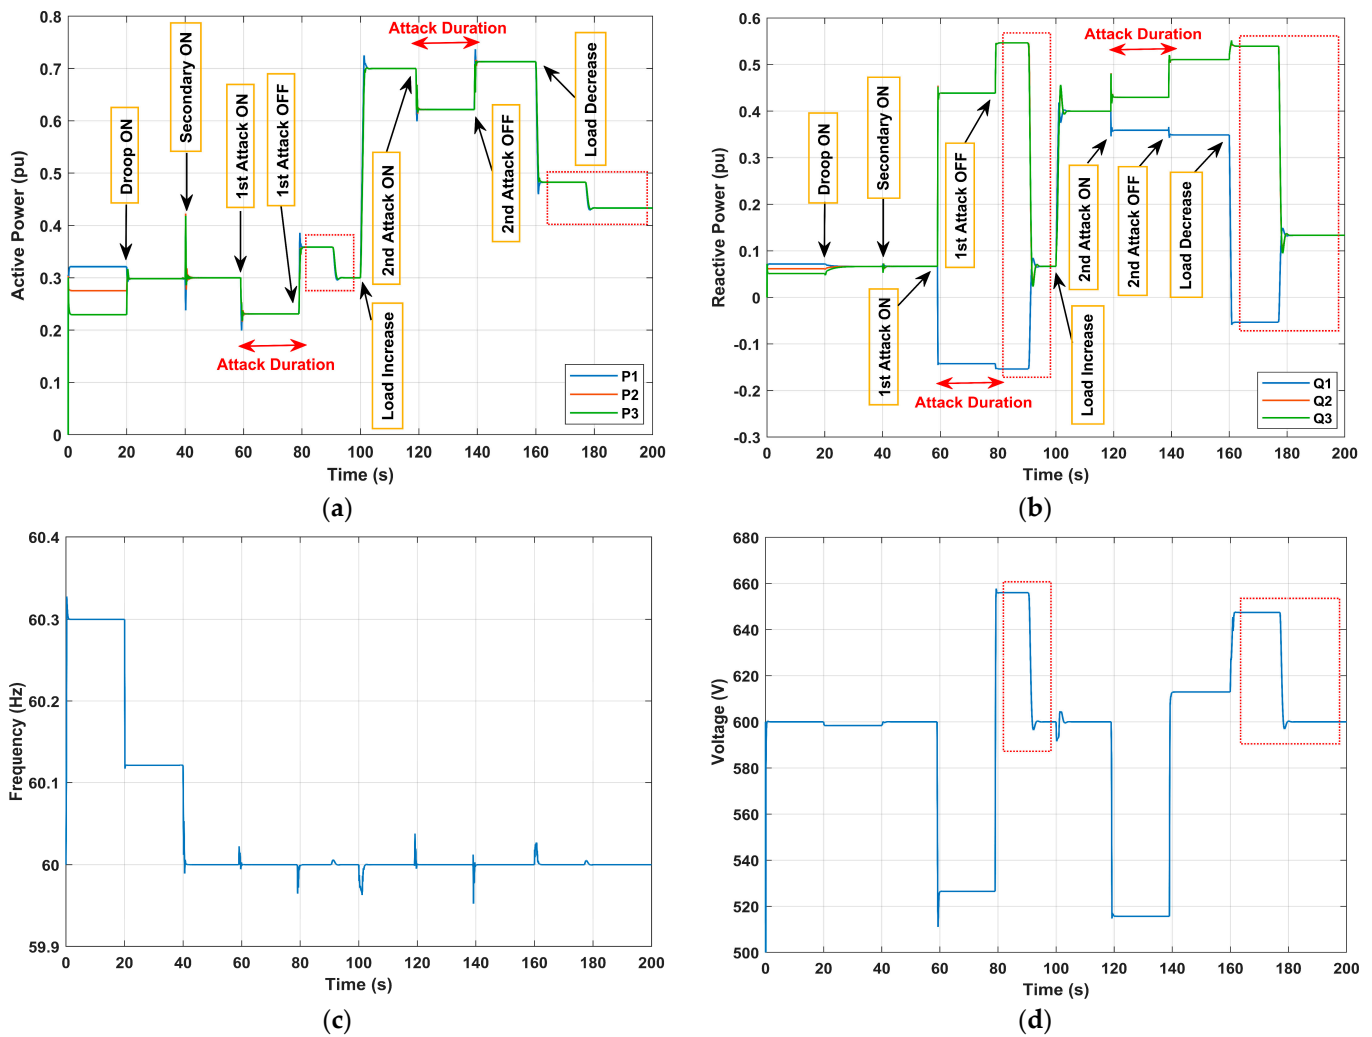 0.8
0.7
0.6
0.5
0.4
0.3
0.2
0.1
0
Active Power (pu)
Droop ON
Secondary ON
1st Attack ON
1st Attack OFF
Attack Duration
Attack Duration
2nd Attack ON
2nd Attack OFF
Load Increase
Load Decrease
P1
P2
P3
0 20 40 60 80 100 120 140 160 180 200
Time (s)
(a)
0.6
0.5
0.4
0.3
0.2
0.1
0
-0.1
-0.2
-0.3
Reactive Power (pu)
Droop ON
Secondary ON
1st Attack ON
1st Attack OFF
Attack Duration
Attack Duration
Load Increase
2nd Attack ON
2nd Attack OFF
Load Decrease
Q1
Q2
Q3
0 20 40 60 80 100 120 140 160 180 200
Time (s)
(b)
60.4
60.3
60.2
60.1
60
59.9
Frequency (Hz)
0 20 40 60 80 100 120 140 160 180 200
Time (s)
(c)
680
660
640
620
600
580
560
540
520
500
Voltage (V)
0 20 40 60 80 100 120 140 160 180 200
Time (s)
(d)